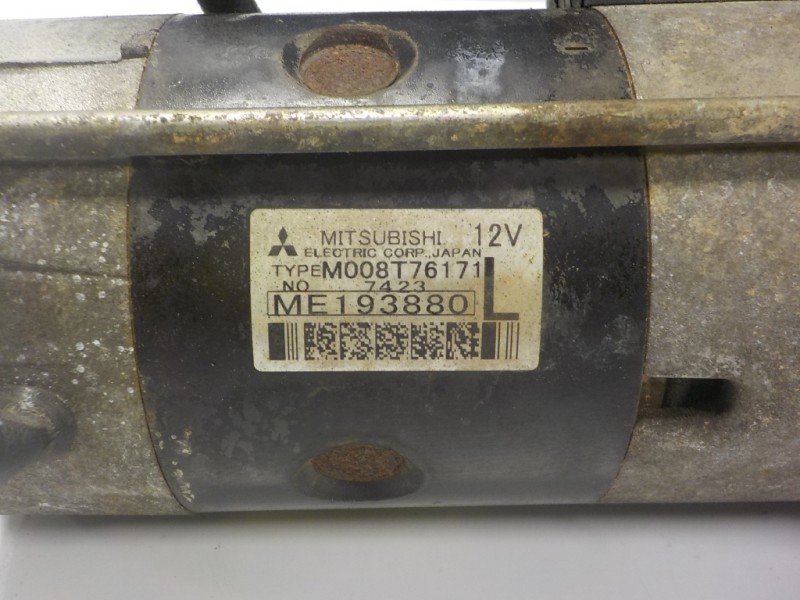 MITSUBISHI 12V
ELECTRIC CORP., JAPAN
TYPE M008T76171
NO 7423
ME193880 L